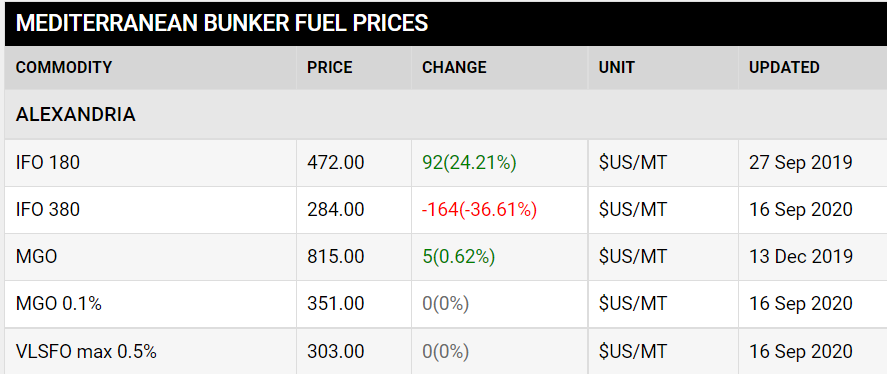 MEDITERRANEAN BUNKER FUEL PRICES
COMMODITY PRICE CHANGE UNIT UPDATED
ALEXANDRIA
IFO 180 472.00 92(24.21%) $US/MT 27 Sep 2019
IFO 380 284.00 -164(-36.61%) $US/MT 16 Sep 2020
MGO 815.00 5(0.62%) $US/MT 13 Dec 2019
MGO 0.1% 351.00 0(0%) $US/MT 16 Sep 2020
VLSFO max 0.5% 303.00 0(0%) $US/MT 16 Sep 2020